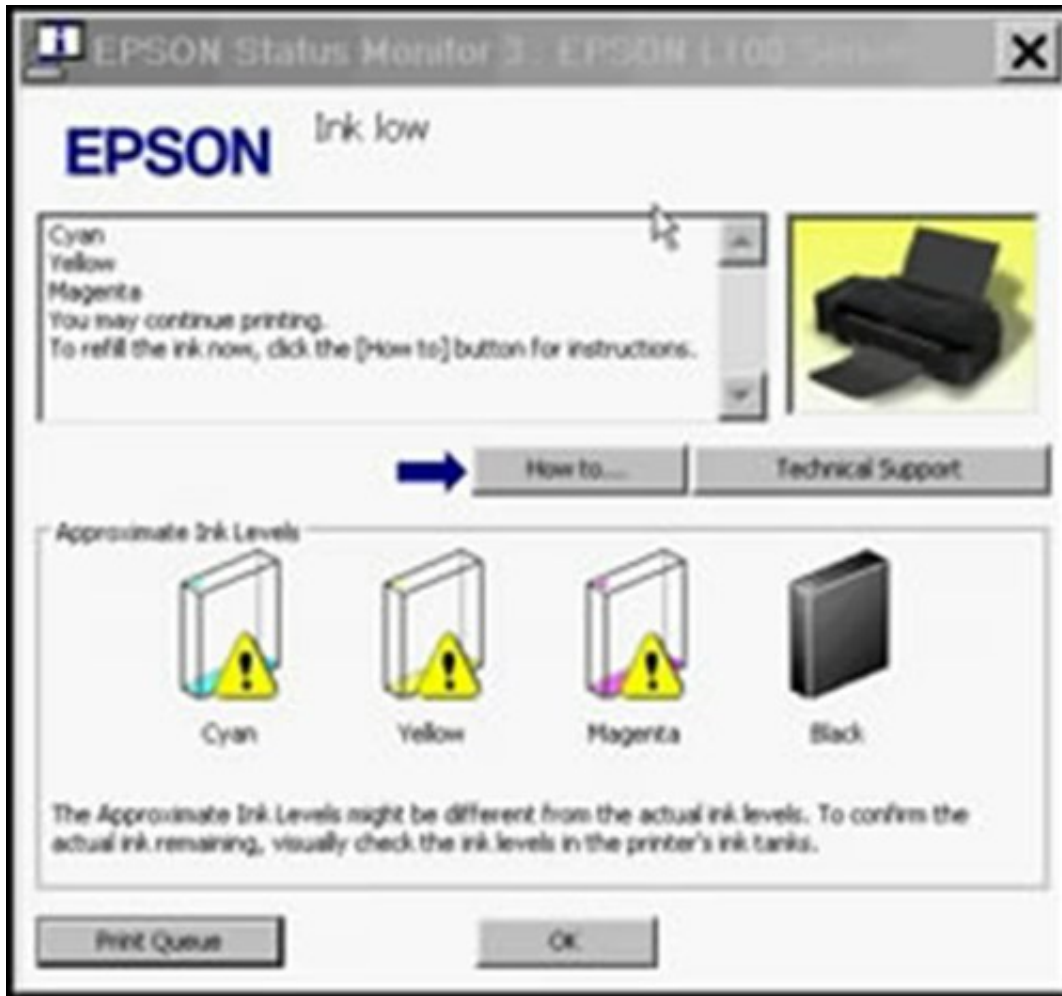 EPSON Status Monitor 3 : EPSON L100 Series
EPSON
Ink low
Cyan
Yellow
Magenta
You may continue printing.
To refill the ink now, click the [How to] button for instructions.
How to....
Technical Support
Approximate Ink Levels
Cyan
Yellow
Magenta
Black
The Approximate Ink Levels might be different from the actual ink levels. To confirm the
actual ink remaining, visually check the ink levels in the printer's ink tanks.
Print Queue
OK